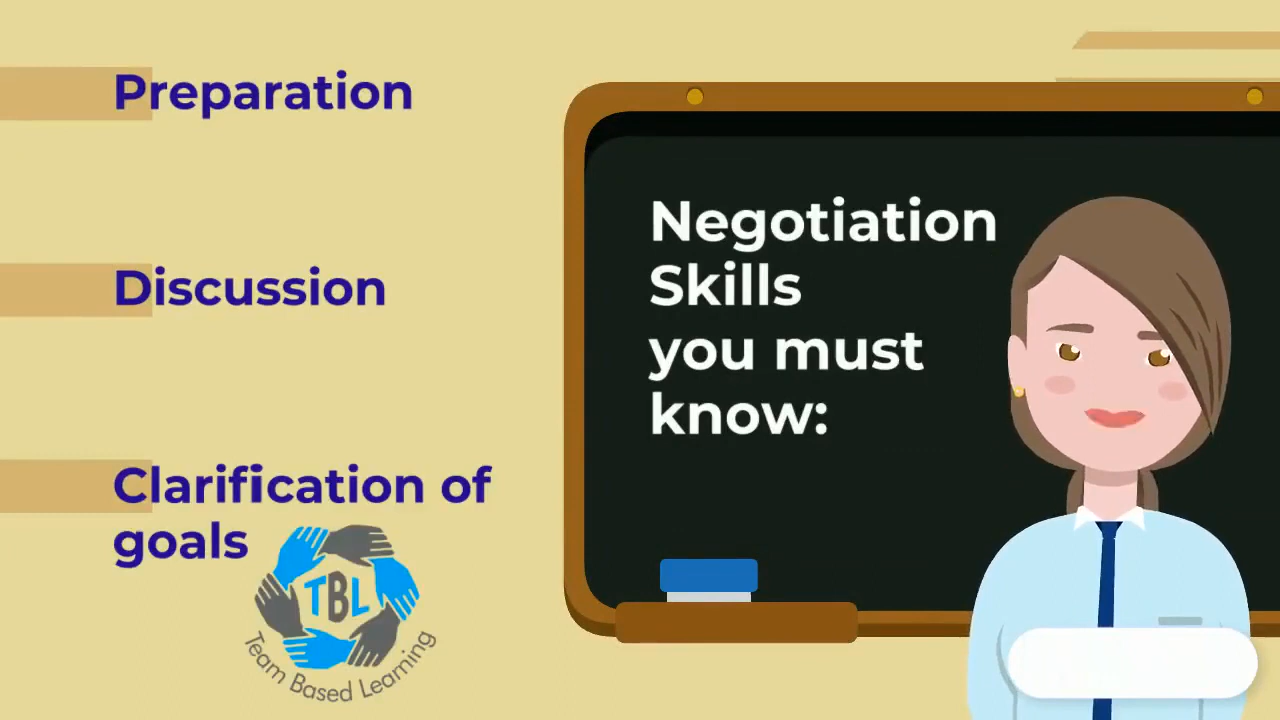 Preparation
Discussion
Clarification of
goals
TBL
Team Based Learning
Negotiation
Skills
you must
know: